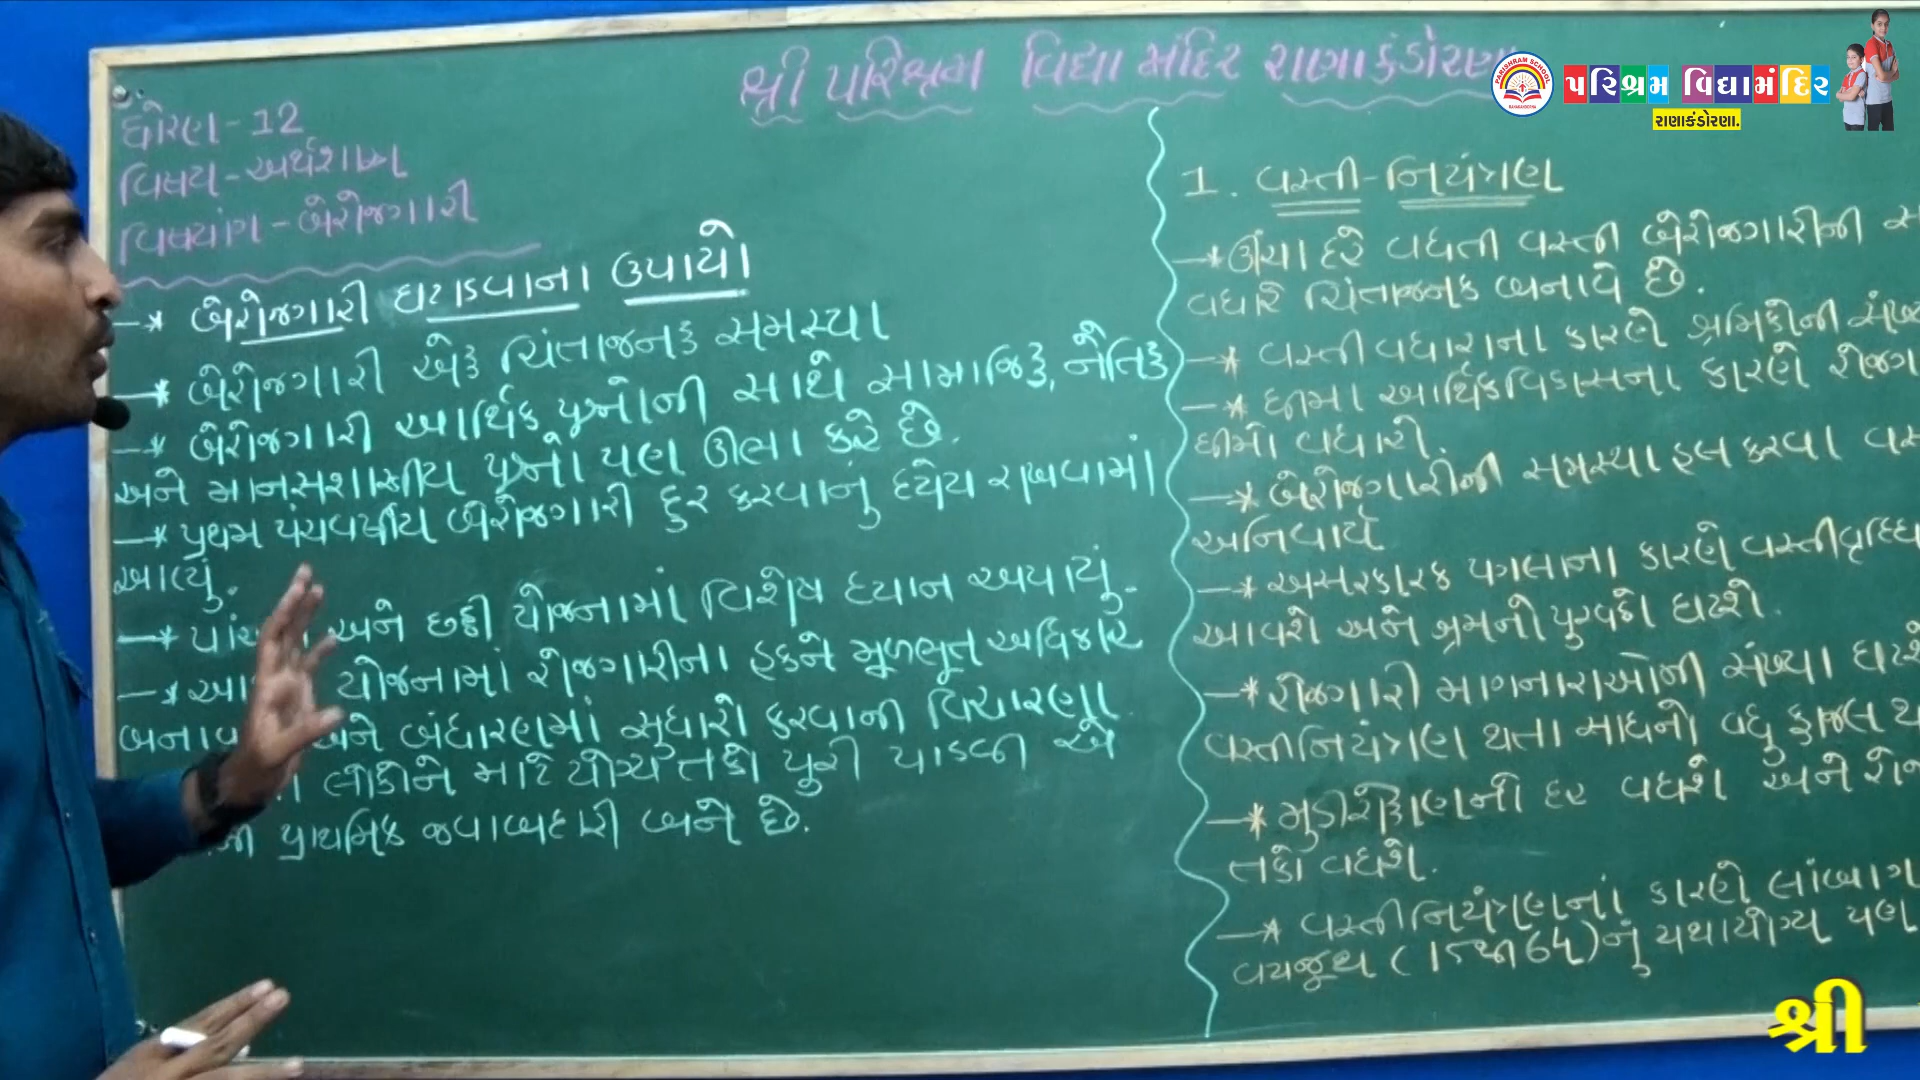 શ્રી પરિશ્રમ વિદ્યા મંદિર રાણા કંડોરણા
PARISHRAM SCHOOL
પરિશ્રમ વિદ્યામંદિર
રાણાકંડોરણા.
ધોરણ - 12
વિષય - અર્થશાસ્ત્ર
વિષયાંગ - બેરોજગારી
→* બેરોજગારી ઘટાડવાના ઉપાયો
→* બેરોજગારી એક ચિંતાજનક સમસ્યા
→* બેરોજગારી આર્થિક પ્રશ્નોની સાથે સામાજિક, નૈતિક
અને માનસશાસ્ત્રીય પ્રશ્નો પણ ઊભા કરે છે.
→* પ્રથમ પંચવર્ષીય બેરોજગારી દુર કરવાનું ધ્યેય રાખવામાં
આવ્યું.
→* અને છઠ્ઠી યોજનામાં વિશેષ ધ્યાન અપાયું.
→* યોજનામાં રોજગારીના હકને મૂળભૂત અધિકાર
અને બંધારણમાં સુધારો કરવાની વિચારણા
લોકોને માટે યોગ્ય તકો પુરી પાડવી એ
પ્રાથમિક જવાબદારી બને છે.
1. વસ્તી-નિયંત્રણ
→* ઊંચા દરે વધતી વસ્તી બેરોજગારીની
વધારે ચિંતાજનક બનાવે છે.
→* વસ્તી વધારાના કારણે શ્રમિકોની
→* ધીમા આર્થિકવિકાસના કારણે
ધીમો વધારો.
→* બેરોજગારીની સમસ્યા હલ કરવા
અનિવાર્ય
→* અસરકારક પગલાના કારણે વસ્તીવૃધ્ધિ
આવશે અને શ્રમનો પુરવઠો ઘટશે.
→* રોજગારી માગનારાઓની સંખ્યા ઘટશે
વસ્તીનિયંત્રણ થતા સાધનો વધુ ફાજલ
→* મુડીરોકાણનો દર વધશે અને
તકો વધશે.
→* વસ્તીનિયંત્રણનાં કારણે
વયજૂથ (15થી64)નું યથાયોગ્ય પણ
શ્રી